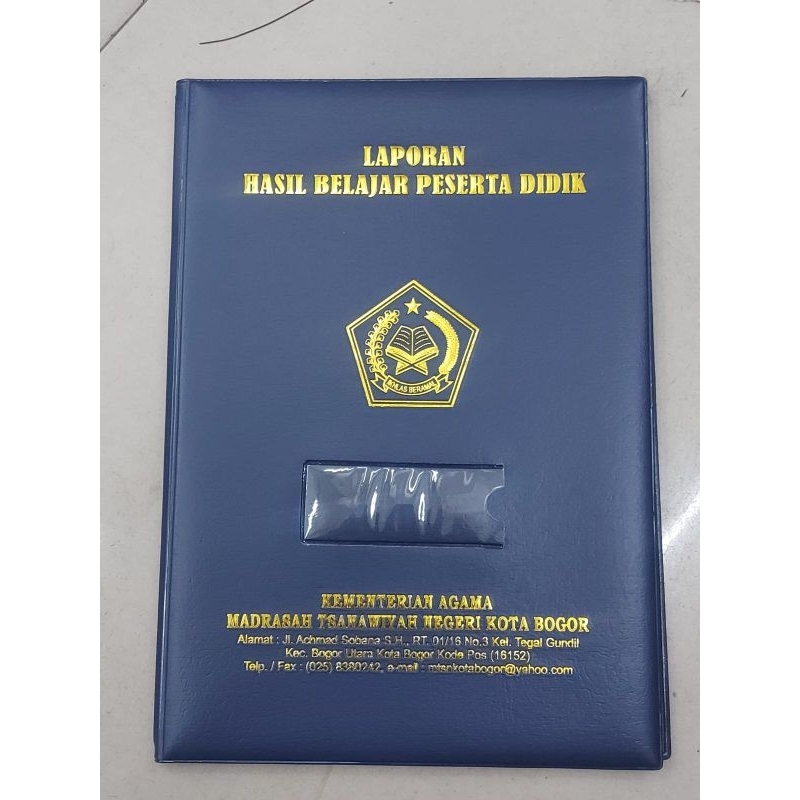 LAPORAN
HASIL BELAJAR PESERTA DIDIK
IKHLAS BERAMAL
KEMENTERIAN AGAMA
MADRASAH TSANAWIYAH NEGERI KOTA BOGOR
Alamat : Jl. Achmad Sobana S.H., RT. 01/16 No.3 Kel. Tegal Gundil
Kec. Bogor Utara Kota Bogor Kode Pos (16152)
Telp. / Fax : (025) 8380242, e-mail : mtsnkotabogor@yahoo.com